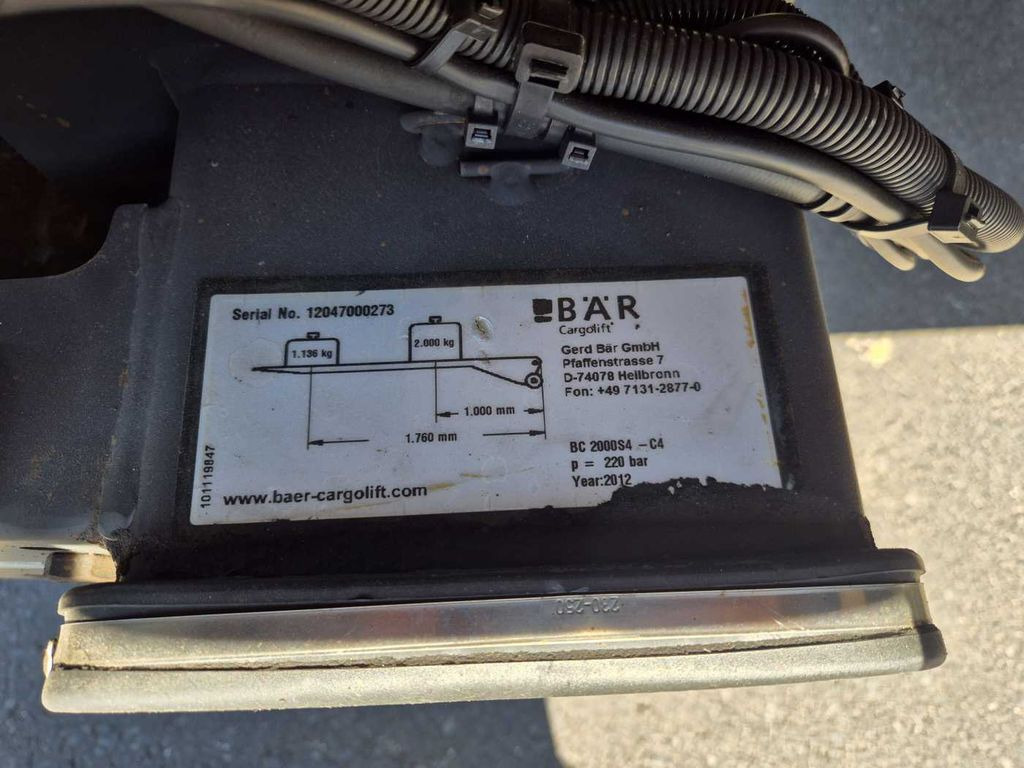 Serial No. 12047000273
1.136 kg
2.000 kg
1.000 mm
1.760 mm
101119847
www.baer-cargolift.com
BÄR
Cargolift®
Gerd Bär GmbH
Pfaffenstrasse 7
D-74078 Heilbronn
Fon: +49 7131-2877-0
BC 2000S4 - C4
p = 220 bar
Year:2012
230-250